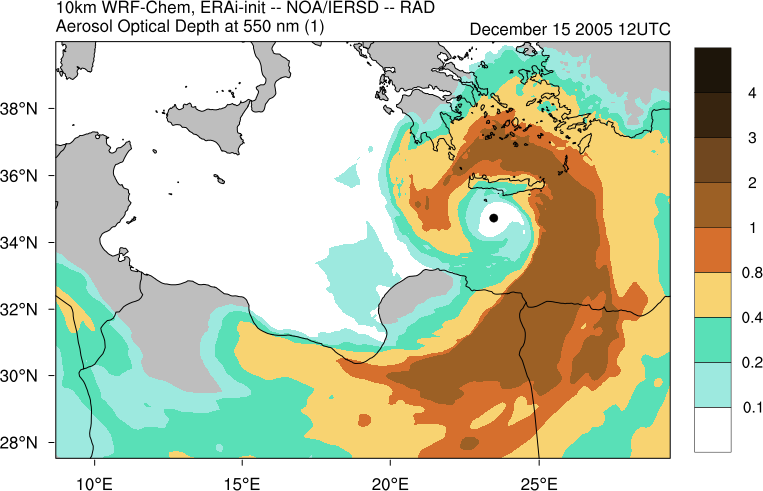 10km WRF-Chem, ERAi-init -- NOA/IERSD -- RAD
Aerosol Optical Depth at 550 nm (1)
December 15 2005 12UTC
38°N
36°N
34°N
32°N
30°N
28°N
10°E
15°E
20°E
25°E
4
3
2
1
0.8
0.4
0.2
0.1